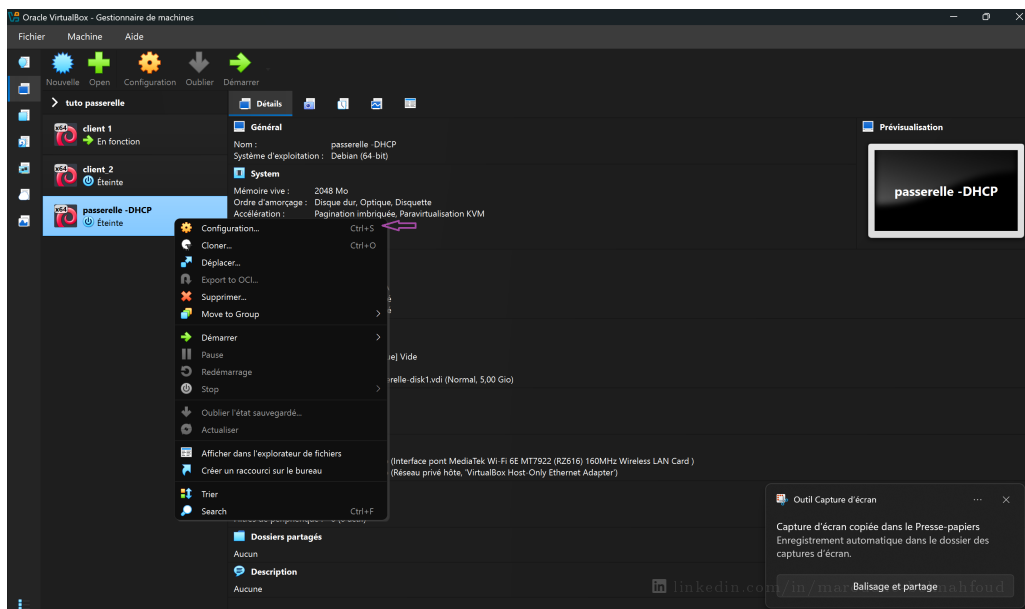 Oracle VirtualBox - Gestionnaire de machines
Fichier Machine Aide
Nouvelle Open Configuration Oublier Démarrer
tuto passerelle
client 1
En fonction
client_2
Éteinte
passerelle -DHCP
Éteinte
Configuration... Ctrl+S
Cloner... Ctrl+O
Déplacer...
Export to OCI...
Supprimer...
Move to Group
Démarrer
Pause
Redémarrage
Stop
Oublier l'état sauvegardé...
Actualiser
Afficher dans l'explorateur de fichiers
Créer un raccourci sur le bureau
Trier
Search Ctrl+F
Détails
Général
Nom : passerelle -DHCP
Système d'exploitation : Debian (64-bit)
System
Mémoire vive : 2048 Mo
Ordre d'amorçage : Disque dur, Optique, Disquette
Accélération : Pagination imbriquée, Paravirtualisation KVM
Vide
relle-disk1.vdi (Normal, 5,00 Gio)
(Interface pont MediaTek Wi-Fi 6E MT7922 (RZ616) 160MHz Wireless LAN Card )
(Réseau privé hôte, 'VirtualBox Host-Only Ethernet Adapter')
Dossiers partagés
Aucun
Description
Aucune
Prévisualisation
passerelle -DHCP
Outil Capture d'écran
Capture d'écran copiée dans le Presse-papiers
Enregistrement automatique dans le dossier des
captures d'écran.
Balisage et partage